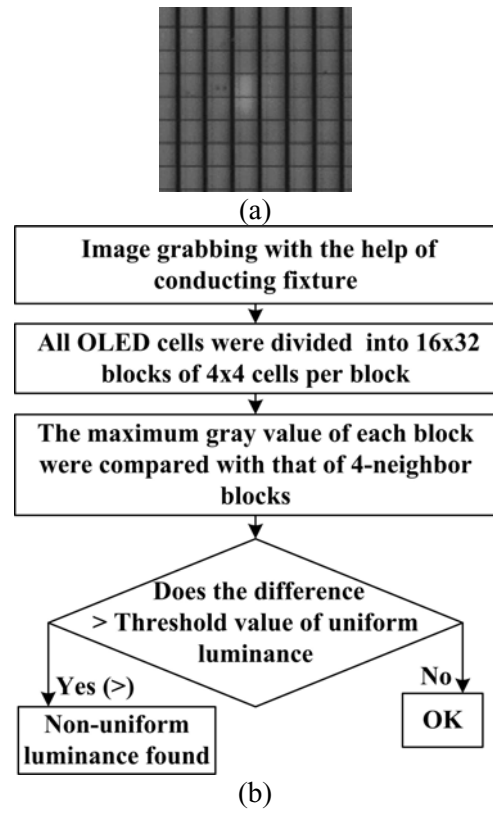 (a)
Image grabbing with the help of
conducting fixture
All OLED cells were divided into 16x32
blocks of 4x4 cells per block
The maximum gray value of each block
were compared with that of 4-neighbor
blocks
Does the difference
> Threshold value of uniform
luminance
Yes (>)
No
Non-uniform
luminance found
OK
(b)